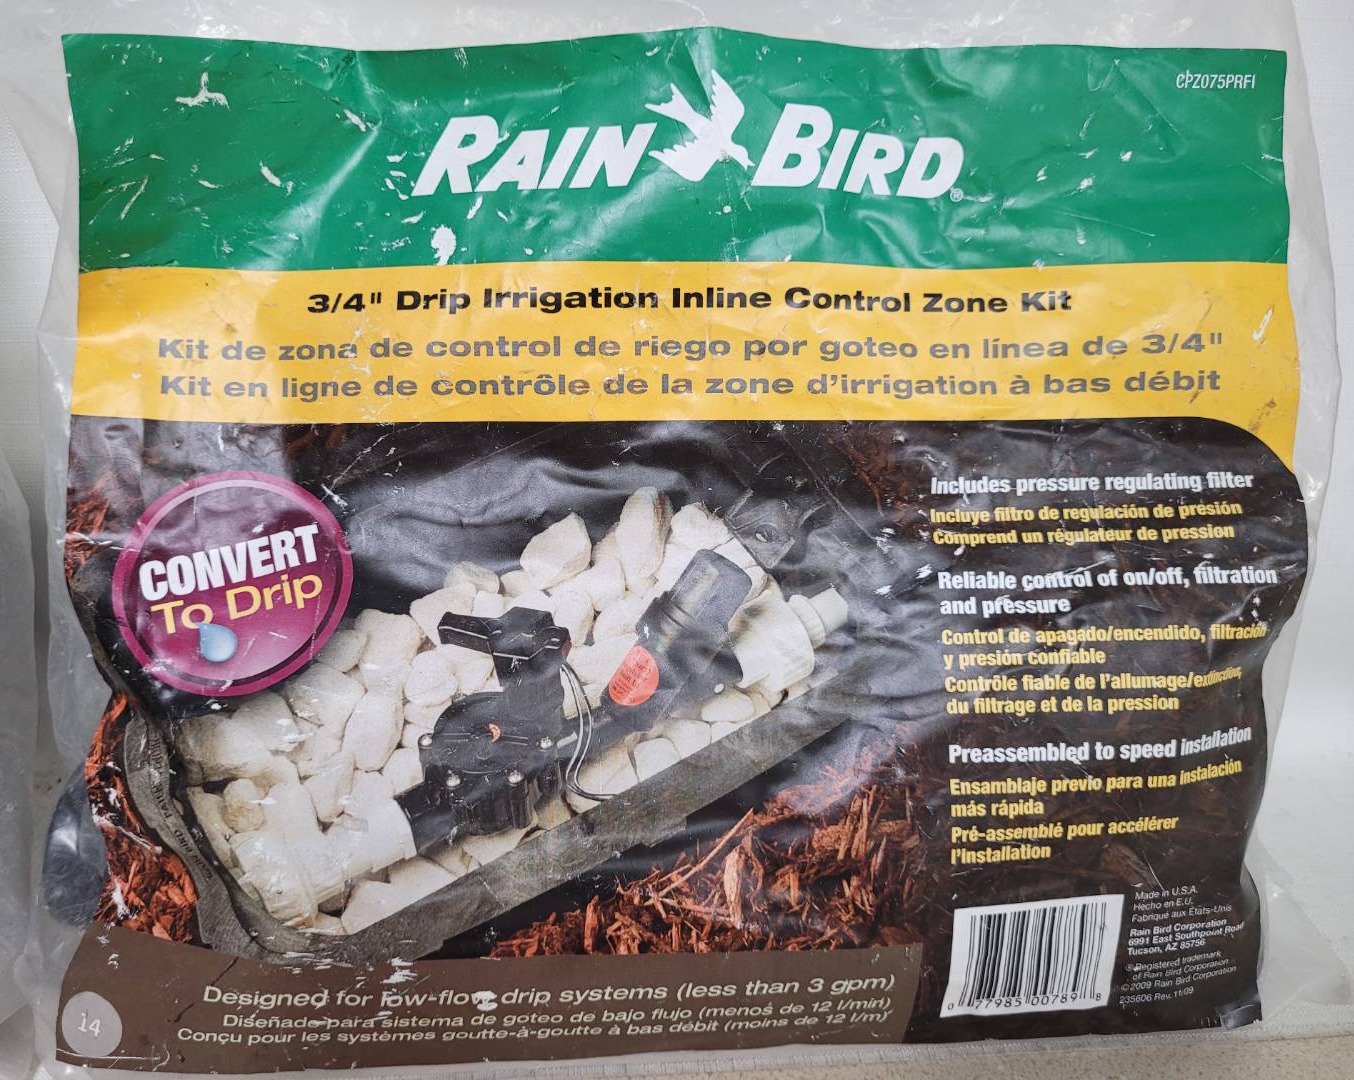 CPZ075PRFI
RAIN BIRD®
3/4" Drip Irrigation Inline Control Zone Kit
Kit de zona de control de riego por goteo en línea de 3/4"
Kit en ligne de contrôle de la zone d'irrigation à bas débit
CONVERT
To Drip
Includes pressure regulating filter
Incluye filtro de regulación de presión
Comprend un régulateur de pression
Reliable control of on/off, filtration
and pressure
Control de apagado/encendido, filtración
y presión confiable
Contrôle fiable de l'allumage/extinction,
du filtrage et de la pression
Preassembled to speed installation
Ensamblaje previo para una instalación
más rápida
Pré-assemblé pour accélérer
l'installation
Made in U.S.A.
Hecho en E.U.
Fabriqué aux États-Unis
Rain Bird Corporation
6991 East Southpoint Road
Tucson, AZ 85756
®Registered trademark
of Rain Bird Corporation
©2009 Rain Bird Corporation
235606 Rev. 11/09
0 77985 00789 8
Designed for low-flow drip systems (less than 3 gpm)
Diseñado para sistema de goteo de bajo flujo (menos de 12 l/min)
Conçu pour les systèmes goutte-à-goutte à bas débit (moins de 12 l/m)
14